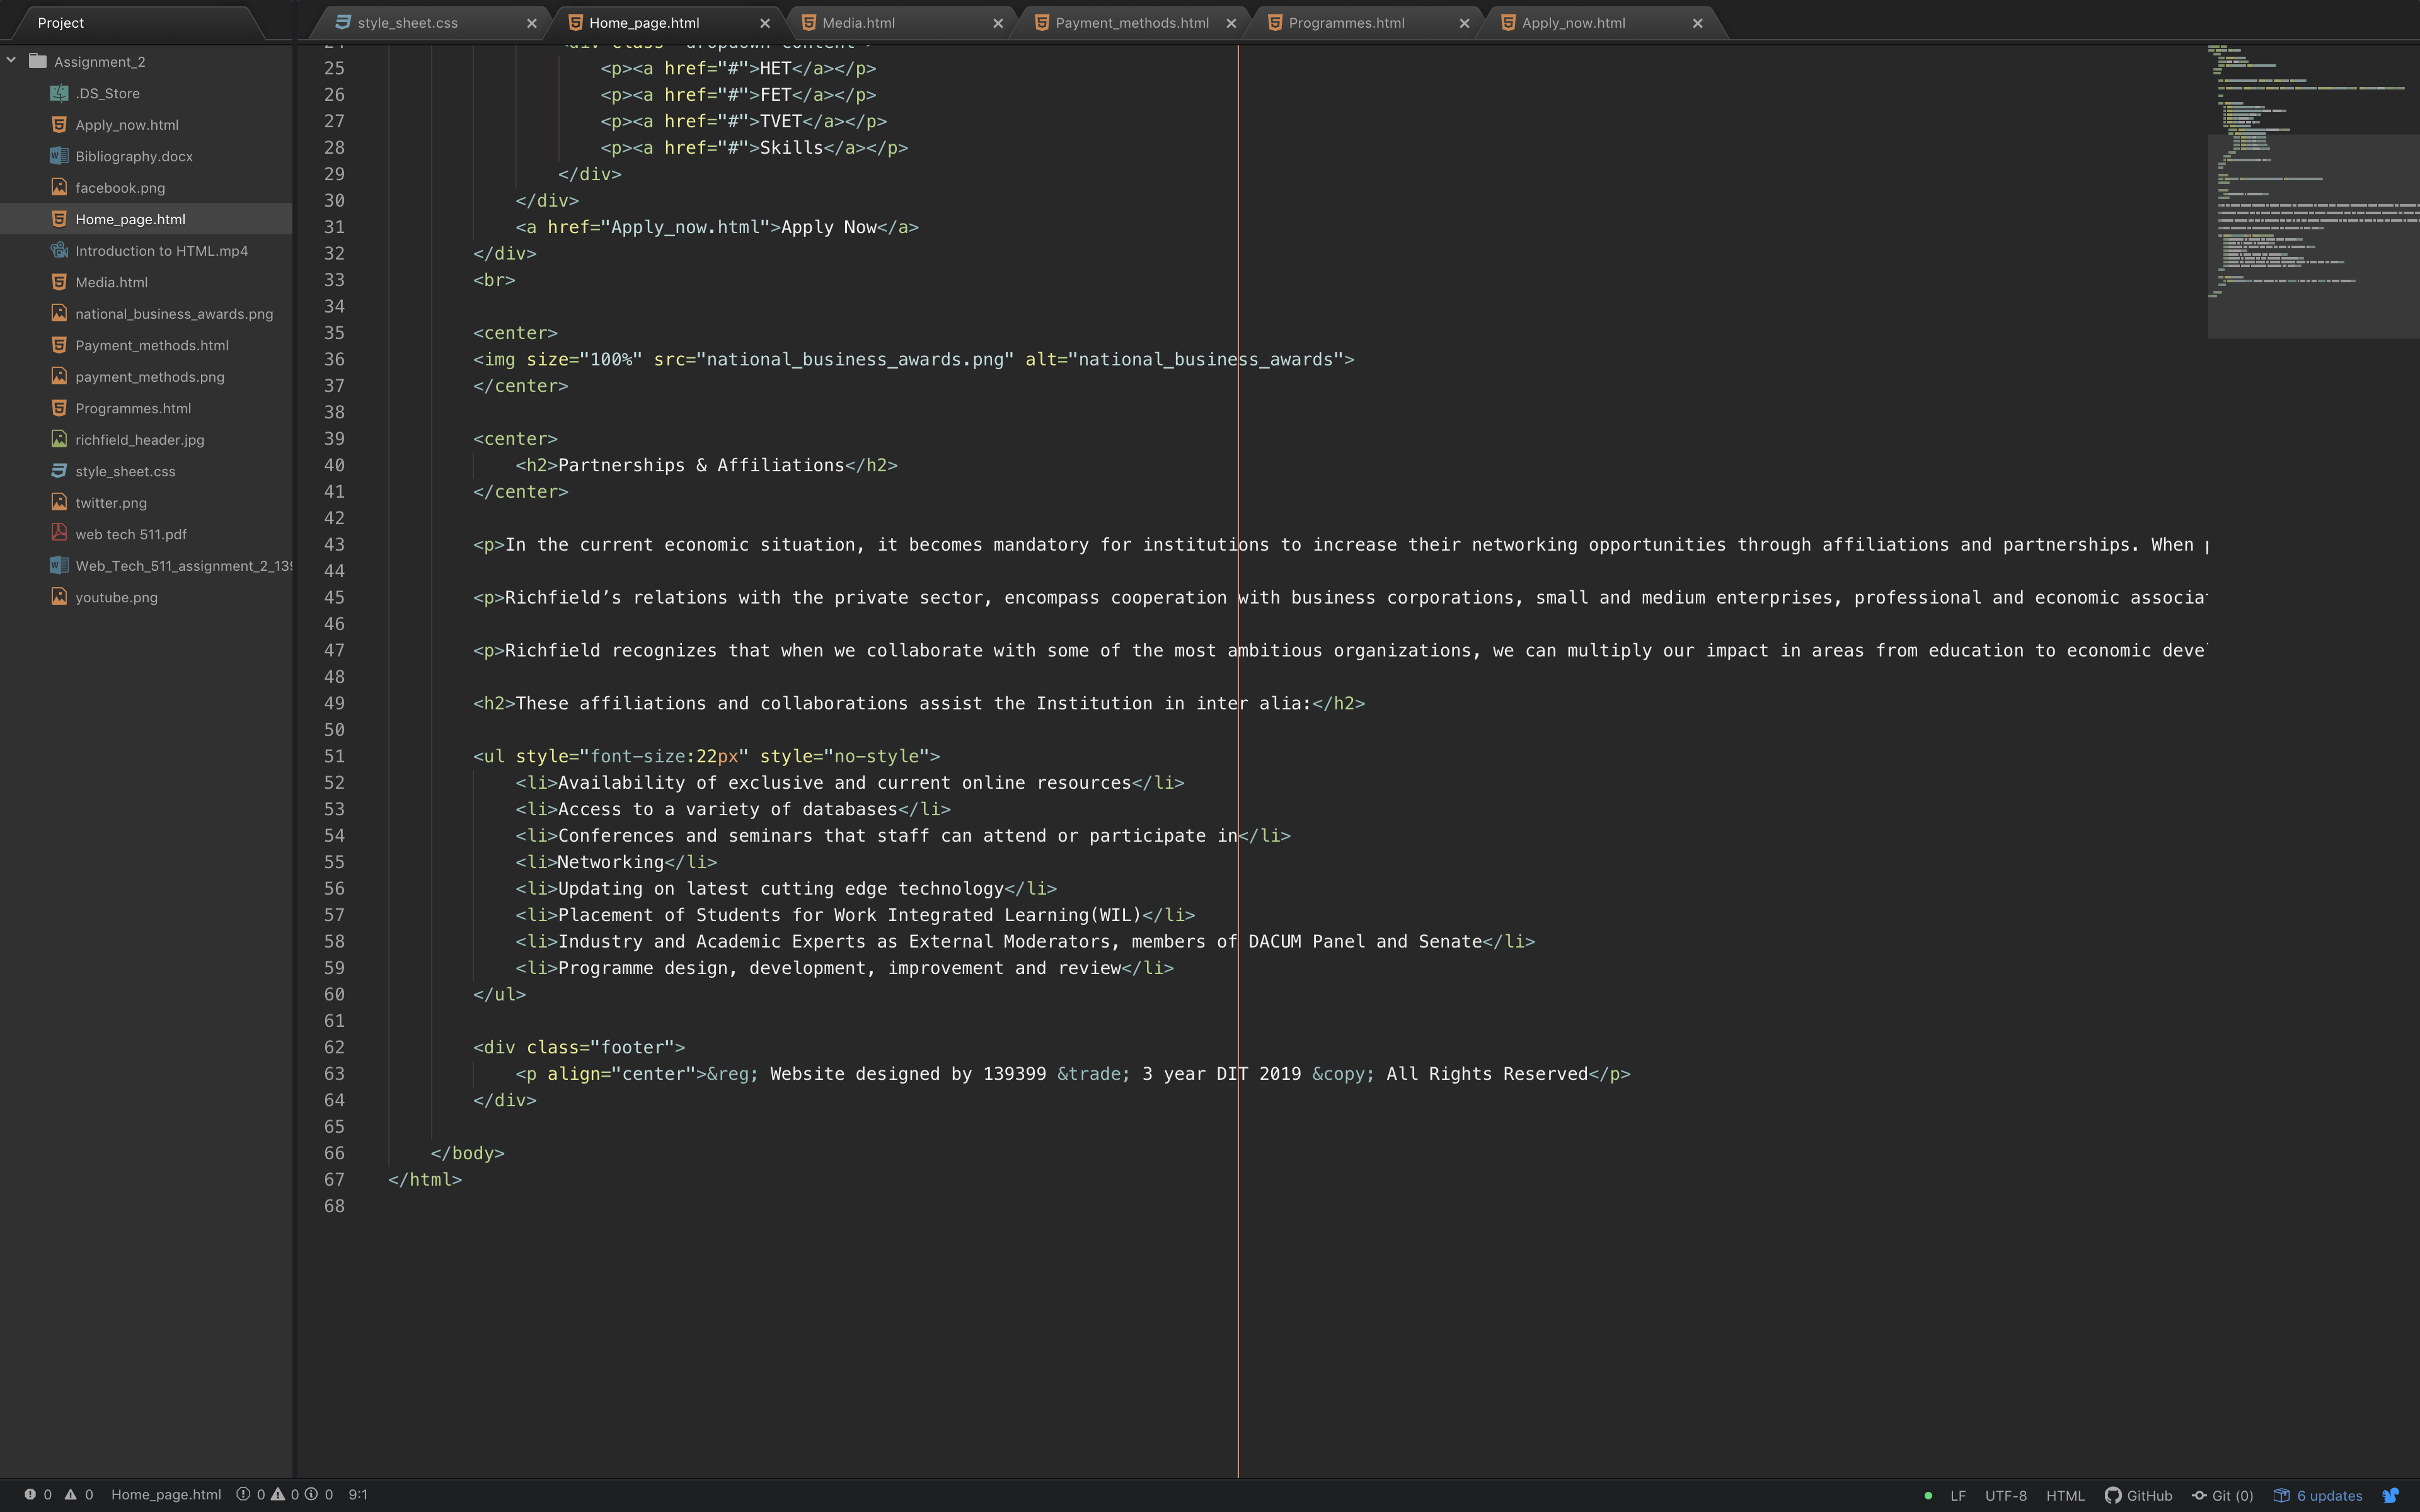 Project
style_sheet.css
Home_page.html
Media.html
Payment_methods.html
Programmes.html
Apply_now.html
Assignment_2
.DS_Store
Apply_now.html
Bibliography.docx
facebook.png
Home_page.html
Introduction to HTML.mp4
Media.html
national_business_awards.png
Payment_methods.html
payment_methods.png
Programmes.html
richfield_header.jpg
style_sheet.css
twitter.png
web tech 511.pdf
Web_Tech_511_assignment_2_139
youtube.png
25 <p><a href="#">HET</a></p>
26 <p><a href="#">FET</a></p>
27 <p><a href="#">TVET</a></p>
28 <p><a href="#">Skills</a></p>
29 </div>
30 </div>
31 <a href="Apply_now.html">Apply Now</a>
32 </div>
33 <br>
34
35 <center>
36 <img size="100%" src="national_business_awards.png" alt="national_business_awards">
37 </center>
38
39 <center>
40 <h2>Partnerships & Affiliations</h2>
41 </center>
42
43 <p>In the current economic situation, it becomes mandatory for institutions to increase their networking opportunities through affiliations and partnerships. When
44
45 <p>Richfield’s relations with the private sector, encompass cooperation with business corporations, small and medium enterprises, professional and economic associa
46
47 <p>Richfield recognizes that when we collaborate with some of the most ambitious organizations, we can multiply our impact in areas from education to economic deve
48
49 <h2>These affiliations and collaborations assist the Institution in inter alia:</h2>
50
51 <ul style="font-size:22px" style="no-style">
52 <li>Availability of exclusive and current online resources</li>
53 <li>Access to a variety of databases</li>
54 <li>Conferences and seminars that staff can attend or participate in</li>
55 <li>Networking</li>
56 <li>Updating on latest cutting edge technology</li>
57 <li>Placement of Students for Work Integrated Learning(WIL)</li>
58 <li>Industry and Academic Experts as External Moderators, members of DACUM Panel and Senate</li>
59 <li>Programme design, development, improvement and review</li>
60 </ul>
61
62 <div class="footer">
63 <p align="center">&reg; Website designed by 139399 &trade; 3 year DIT 2019 &copy; All Rights Reserved</p>
64 </div>
65
66 </body>
67 </html>
68
0 0 Home_page.html 0 0 0 9:1
LF UTF-8 HTML GitHub Git (0) 6 updates